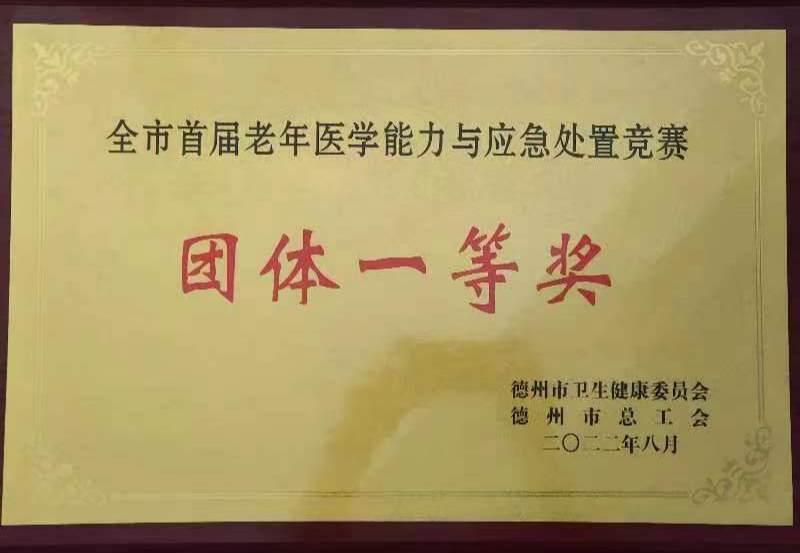 全市首届老年医学能力与应急处置竞赛
团体一等奖
德州市卫生健康委员会
德州市总工会
二〇二二年八月